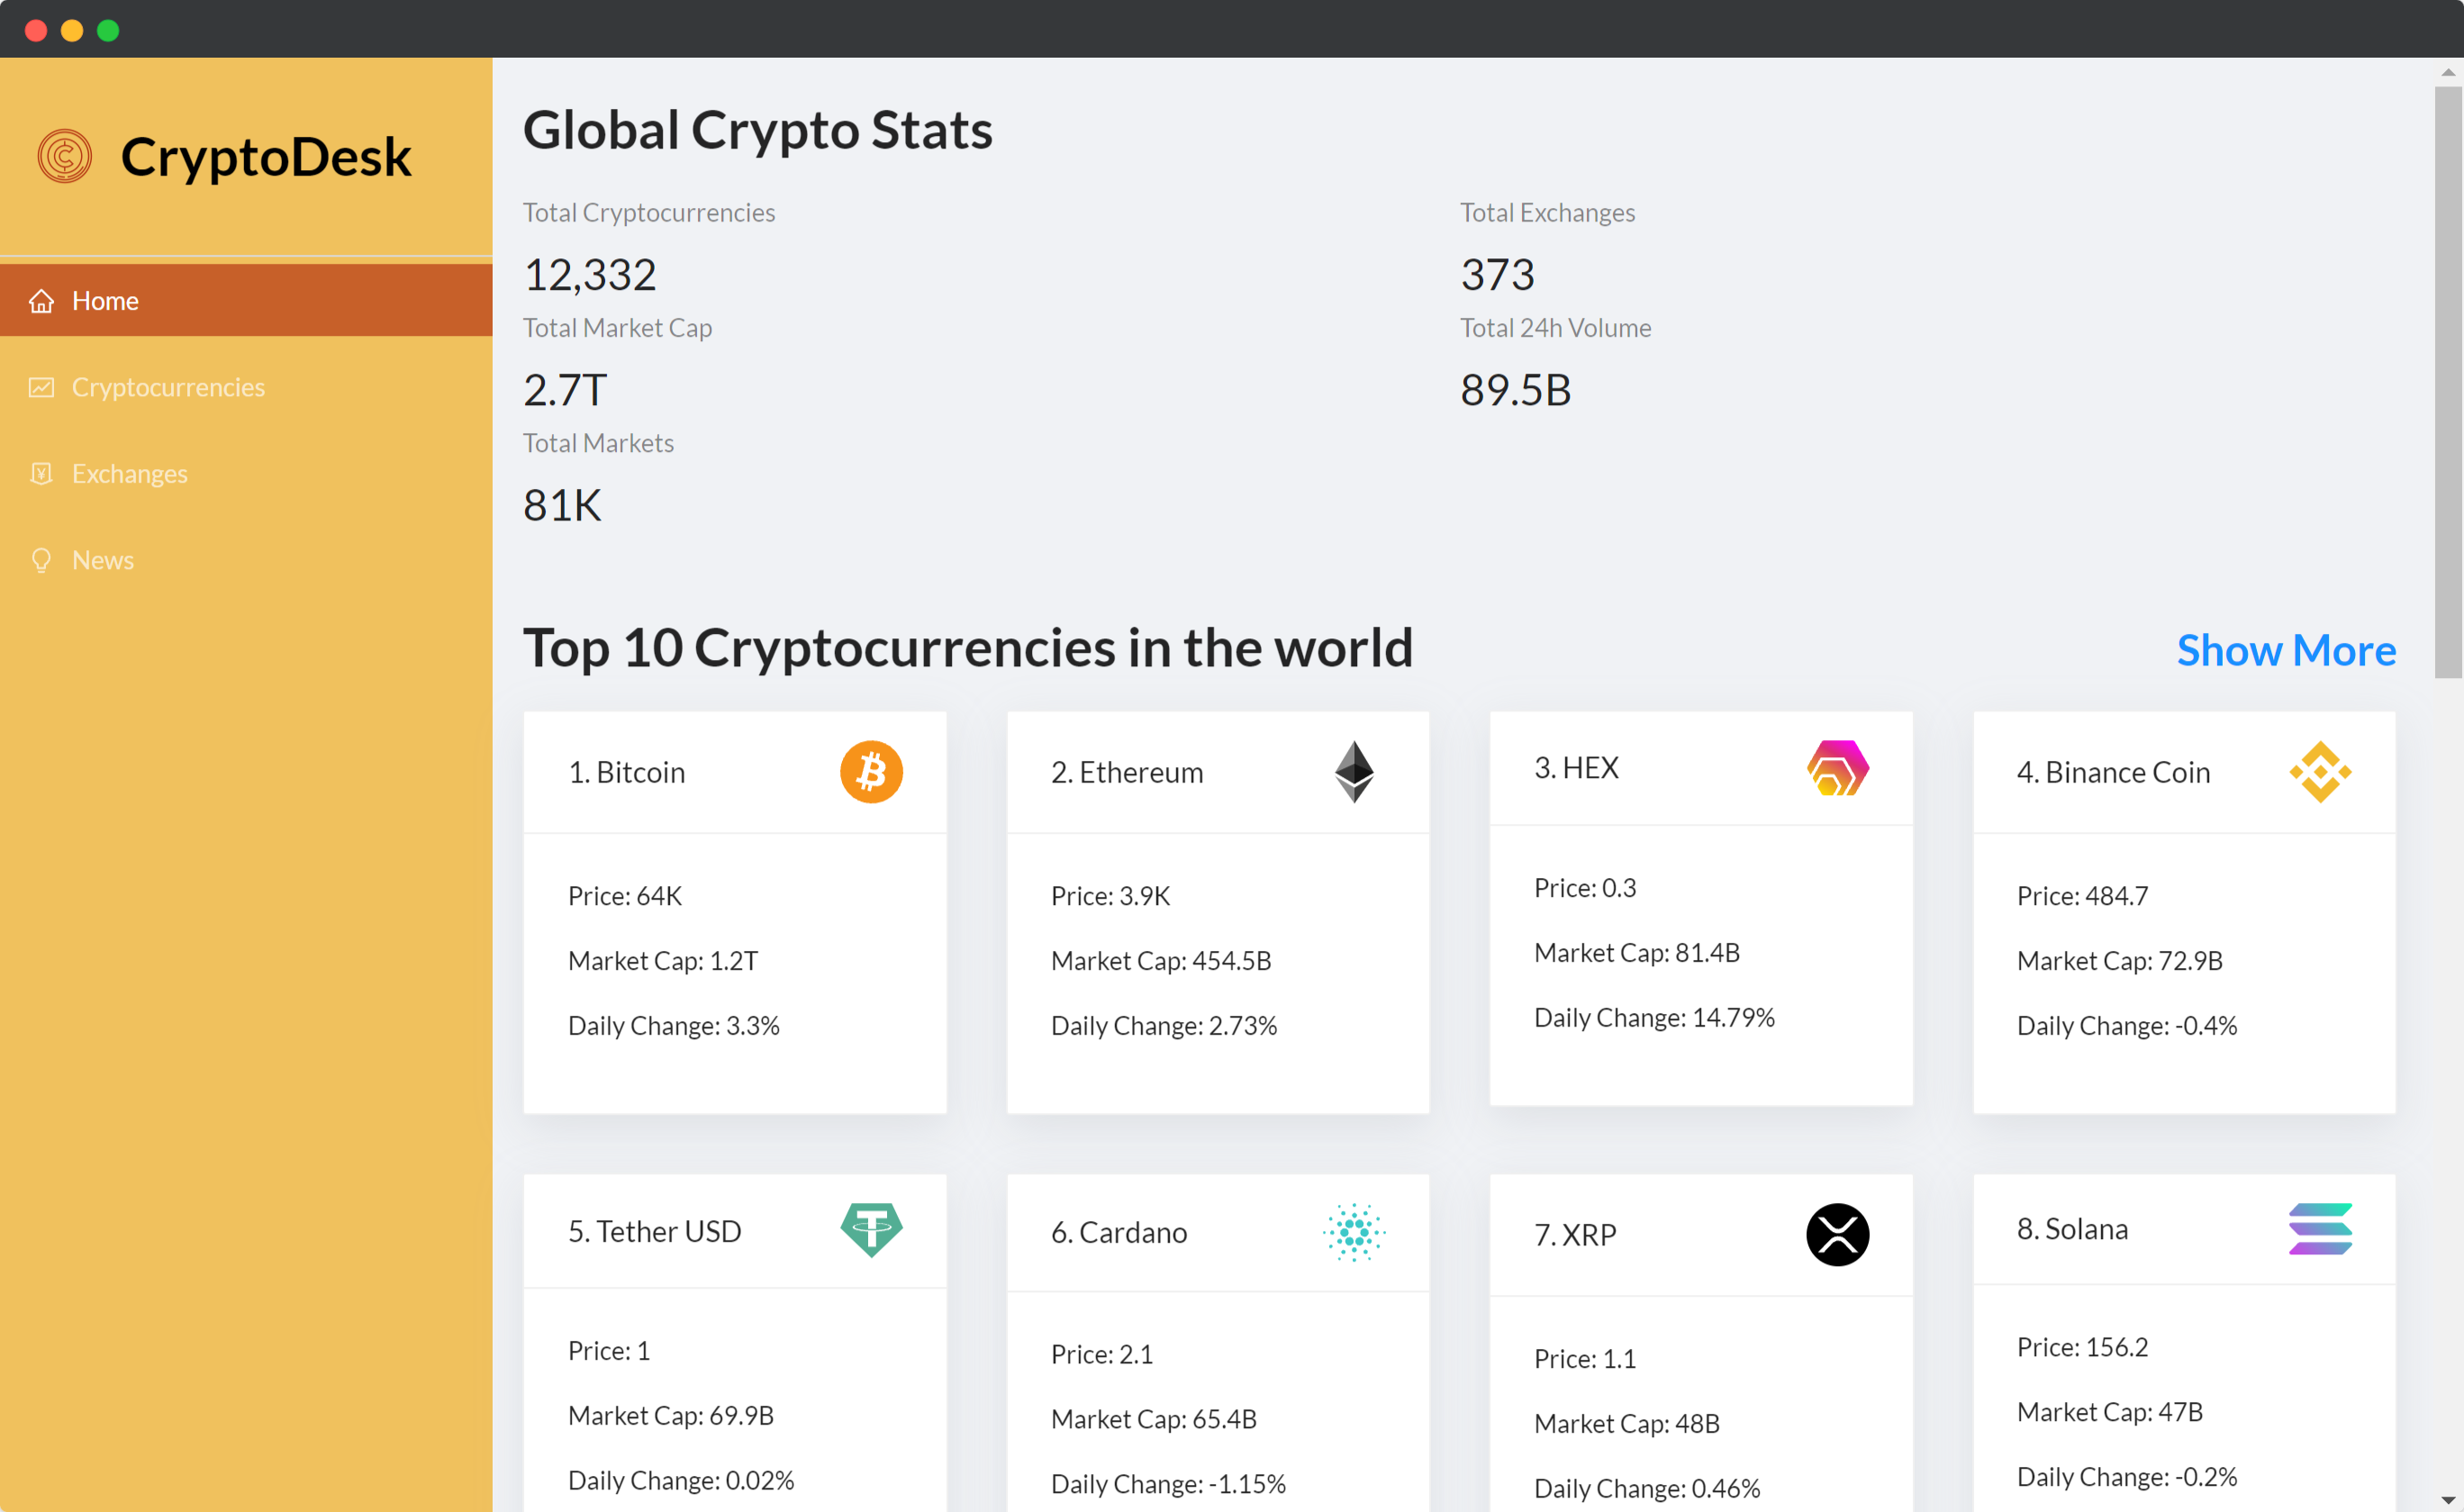 CryptoDesk
Home
Cryptocurrencies
Exchanges
News
Global Crypto Stats
Total Cryptocurrencies
12,332
Total Exchanges
373
Total Market Cap
2.7T
Total 24h Volume
89.5B
Total Markets
81K
Top 10 Cryptocurrencies in the world
Show More
1. Bitcoin
Price: 64K
Market Cap: 1.2T
Daily Change: 3.3%
2. Ethereum
Price: 3.9K
Market Cap: 454.5B
Daily Change: 2.73%
3. HEX
Price: 0.3
Market Cap: 81.4B
Daily Change: 14.79%
4. Binance Coin
Price: 484.7
Market Cap: 72.9B
Daily Change: -0.4%
5. Tether USD
Price: 1
Market Cap: 69.9B
Daily Change: 0.02%
6. Cardano
Price: 2.1
Market Cap: 65.4B
Daily Change: -1.15%
7. XRP
Price: 1.1
Market Cap: 48B
Daily Change: 0.46%
8. Solana
Price: 156.2
Market Cap: 47B
Daily Change: -0.2%